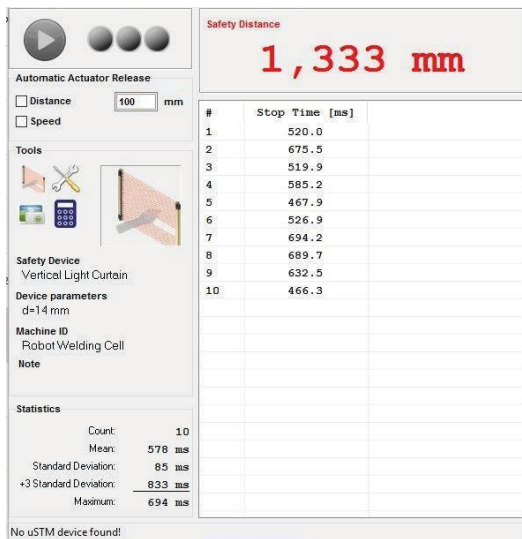 Safety Distance
1,333 mm
Automatic Actuator Release
Distance 100 mm
Speed
Tools
Safety Device
Vertical Light Curtain
Device parameters
d=14 mm
Machine ID
Robot Welding Cell
Note
Statistics
Count: 10
Mean: 578 ms
Standard Deviation: 85 ms
+3 Standard Deviation: 833 ms
Maximum: 694 ms
# Stop Time [ms]
1 520.0
2 675.5
3 519.9
4 585.2
5 467.9
6 526.9
7 694.2
8 689.7
9 632.5
10 466.3
No uSTM device found!